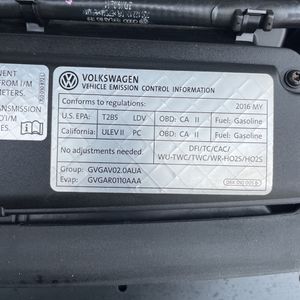 VOLKSWAGEN
VEHICLE EMISSION CONTROL INFORMATION
Conforms to regulations: 2016 MY
U.S. EPA: T2B5 LDV OBD: CA II Fuel: Gasoline
California: ULEV II PC OBD: CA II Fuel: Gasoline
No adjustments needed
DFI/TC/CAC/
WU-TWC/TWC/WR-HO2S/HO2S
Group: GVGAV02.0AUA
Evap: GVGAR0110AAA
FROM I/M
METERS.